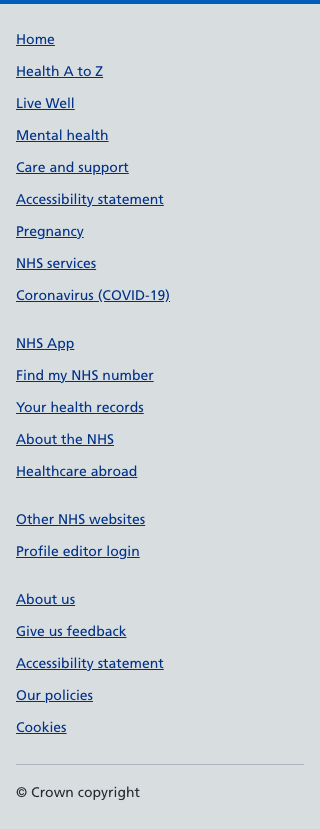 Home
Health A to Z
Live Well
Mental health
Care and support
Accessibility statement
Pregnancy
NHS services
Coronavirus (COVID-19)
NHS App
Find my NHS number
Your health records
About the NHS
Healthcare abroad
Other NHS websites
Profile editor login
About us
Give us feedback
Accessibility statement
Our policies
Cookies
© Crown copyright